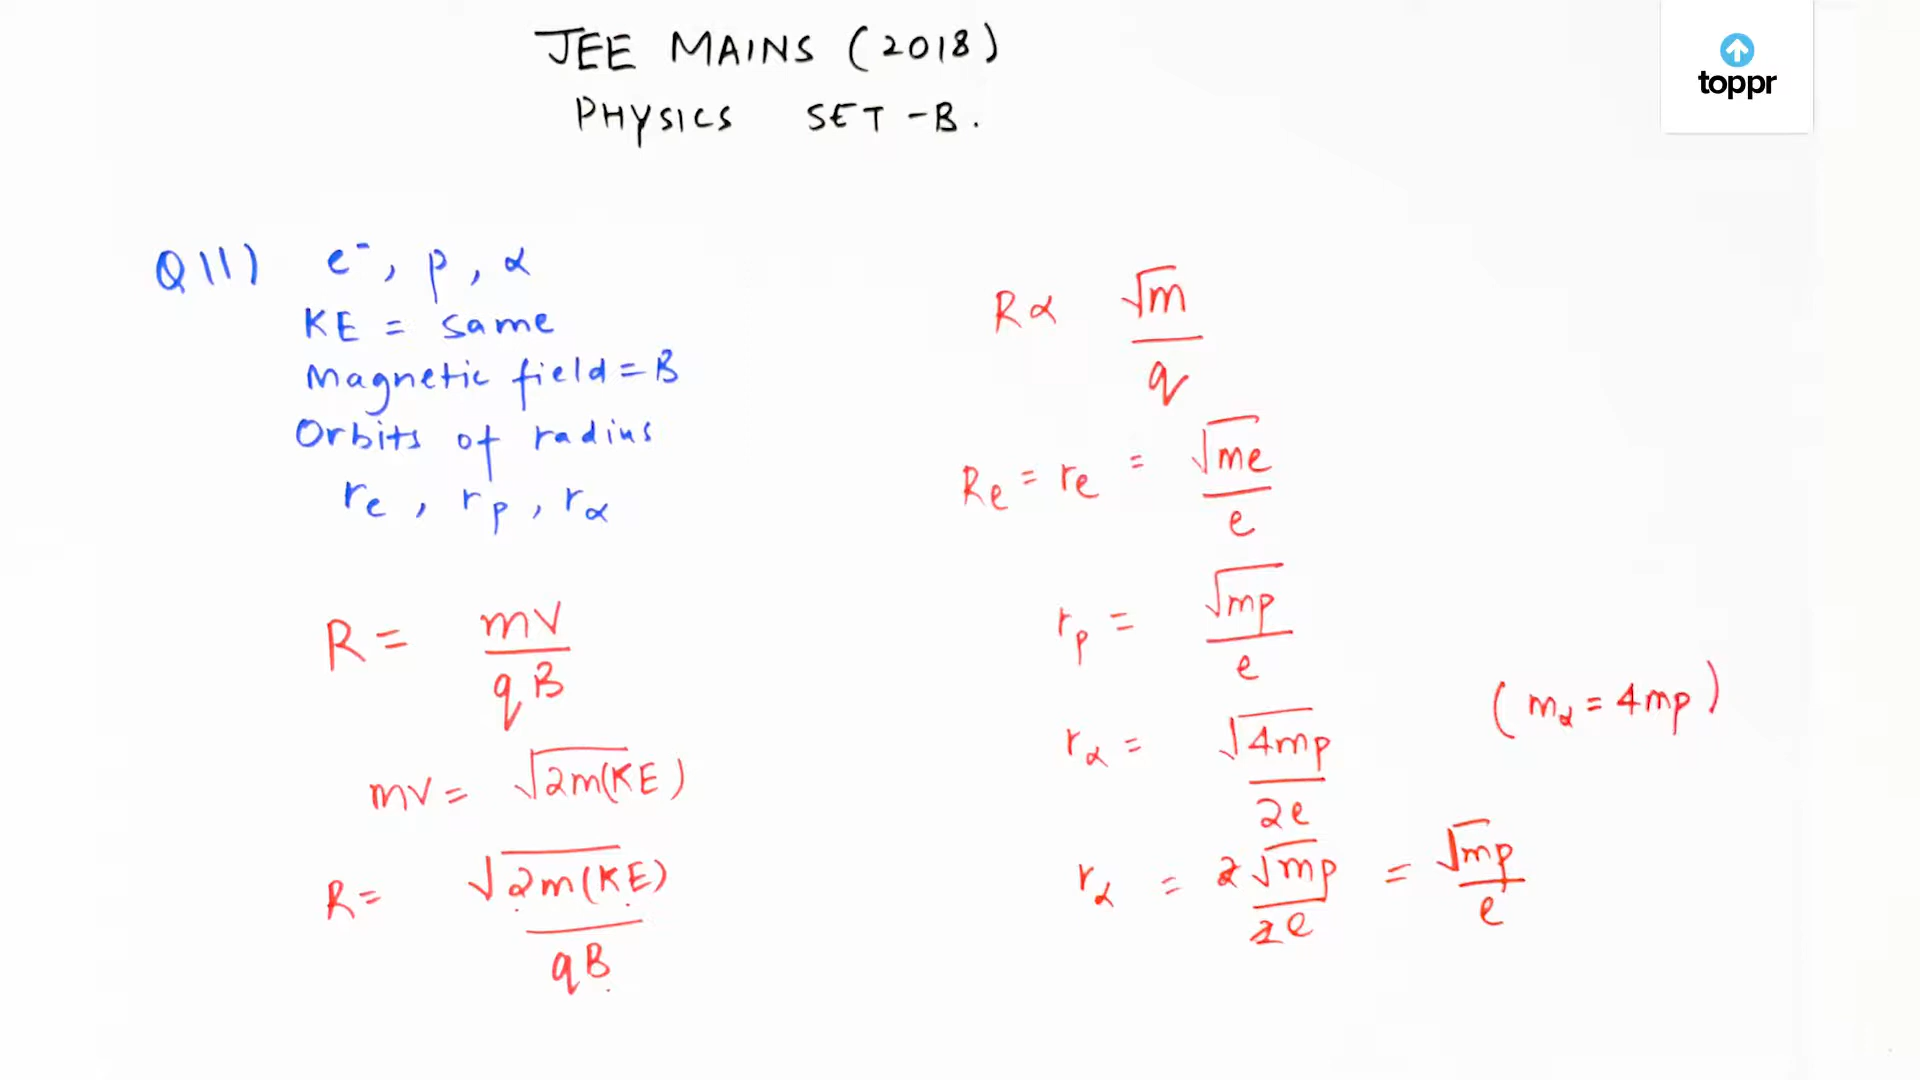 JEE MAINS (2018)
PHYSICS SET -B.
toppr
Q11) e⁻, p, α
KE = same
Magnetic field = B
Orbits of radius
rₑ, rₚ, r_α
R = mV / qB
mV = √2m(KE)
R = √2m(KE) / qB
R α √m / q
Rₑ = rₑ = √me / e
rₚ = √mp / e
r_α = √4mp / 2e (m_α = 4mp)
r_α = 2√mp / 2e = √mp / e